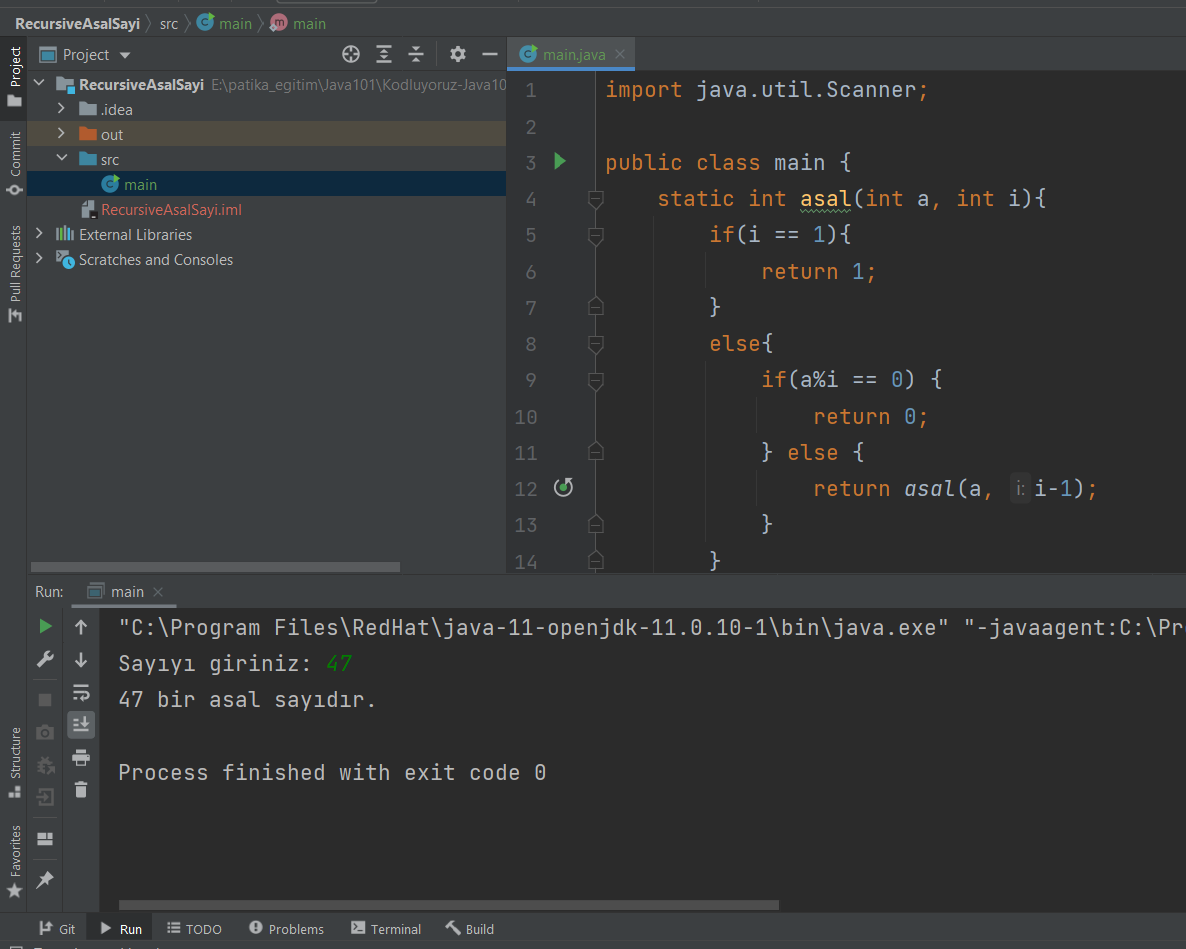 RecursiveAsalSayi src main main
Project
main.java
RecursiveAsalSayi E:\patika_egitim\Java101\Kodluyoruz-Java10
.idea
out
src
main
RecursiveAsalSayi.iml
External Libraries
Scratches and Consoles
Project
Commit
Pull Requests
Structure
Favorites
1 import java.util.Scanner;
2
3 public class main {
4 static int asal(int a, int i){
5 if(i == 1){
6 return 1;
7 }
8 else{
9 if(a%i == 0) {
10 return 0;
11 } else {
12 return asal(a, i: i-1);
13 }
14 }
Run: main
"C:\Program Files\RedHat\java-11-openjdk-11.0.10-1\bin\java.exe" "-javaagent:C:\Pr
Sayıyı giriniz: 47
47 bir asal sayıdır.
Process finished with exit code 0
Git Run TODO Problems Terminal Build